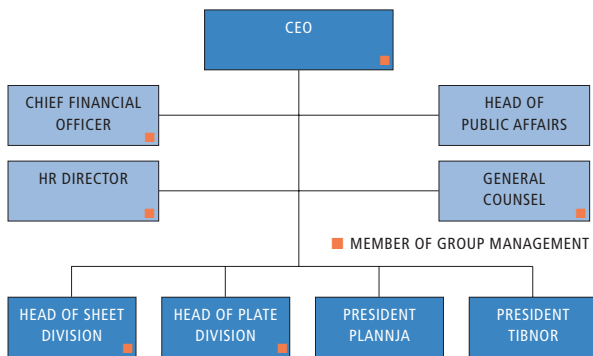 CEO
CHIEF FINANCIAL
OFFICER
HEAD OF
PUBLIC AFFAIRS
HR DIRECTOR
GENERAL
COUNSEL
MEMBER OF GROUP MANAGEMENT
HEAD OF SHEET
DIVISION
HEAD OF PLATE
DIVISION
PRESIDENT
PLANNJA
PRESIDENT
TIBNOR